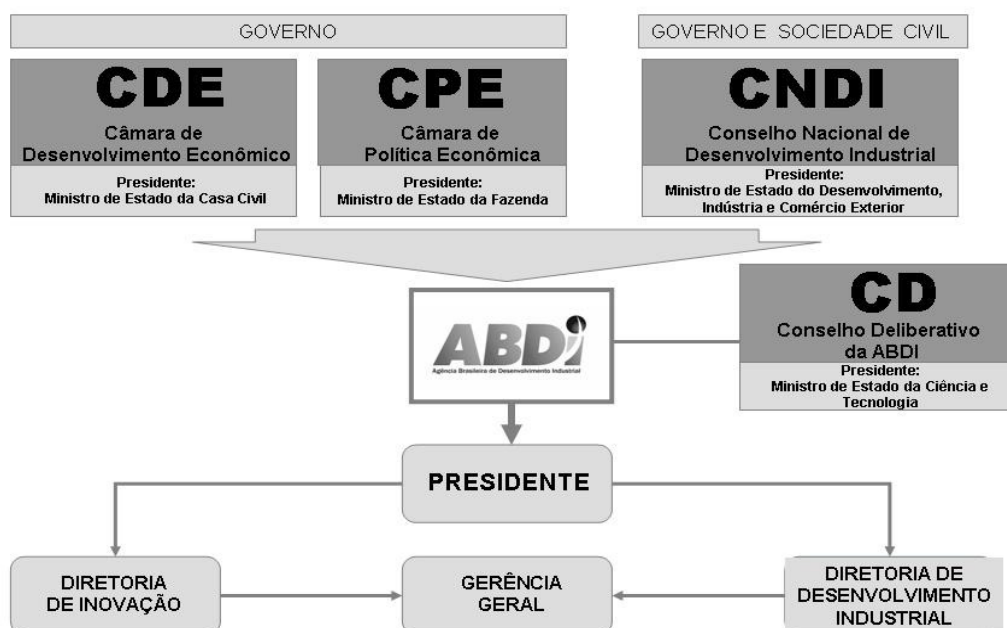 GOVERNO
GOVERNO E SOCIEDADE CIVIL
CDE
Câmara de
Desenvolvimento Econômico
Presidente:
Ministro de Estado da Casa Civil
CPE
Câmara de
Política Econômica
Presidente:
Ministro de Estado da Fazenda
CNDI
Conselho Nacional de
Desenvolvimento Industrial
Presidente:
Ministro de Estado do Desenvolvimento,
Indústria e Comércio Exterior
ABDi
Agência Brasileira de Desenvolvimento Industrial
CD
Conselho Deliberativo
da ABDI
Presidente:
Ministro de Estado da Ciência e
Tecnologia
PRESIDENTE
DIRETORIA
DE INOVAÇÃO
GERÊNCIA
GERAL
DIRETORIA DE
DESENVOLVIMENTO
INDUSTRIAL